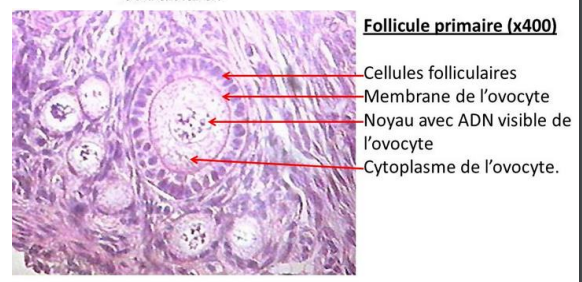 Follicule primaire (x400)
Cellules folliculaires
Membrane de l'ovocyte
Noyau avec ADN visible de
l'ovocyte
Cytoplasme de l'ovocyte.